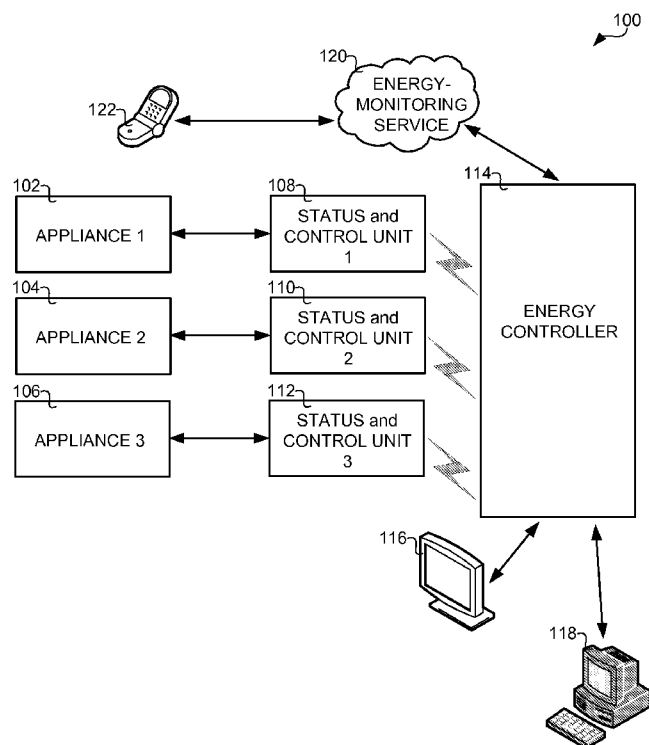 100
120
ENERGY-
MONITORING
SERVICE
122
114
102
APPLIANCE 1
108
STATUS and
CONTROL UNIT
1
104
APPLIANCE 2
110
STATUS and
CONTROL UNIT
2
ENERGY
CONTROLLER
106
APPLIANCE 3
112
STATUS and
CONTROL UNIT
3
116
118